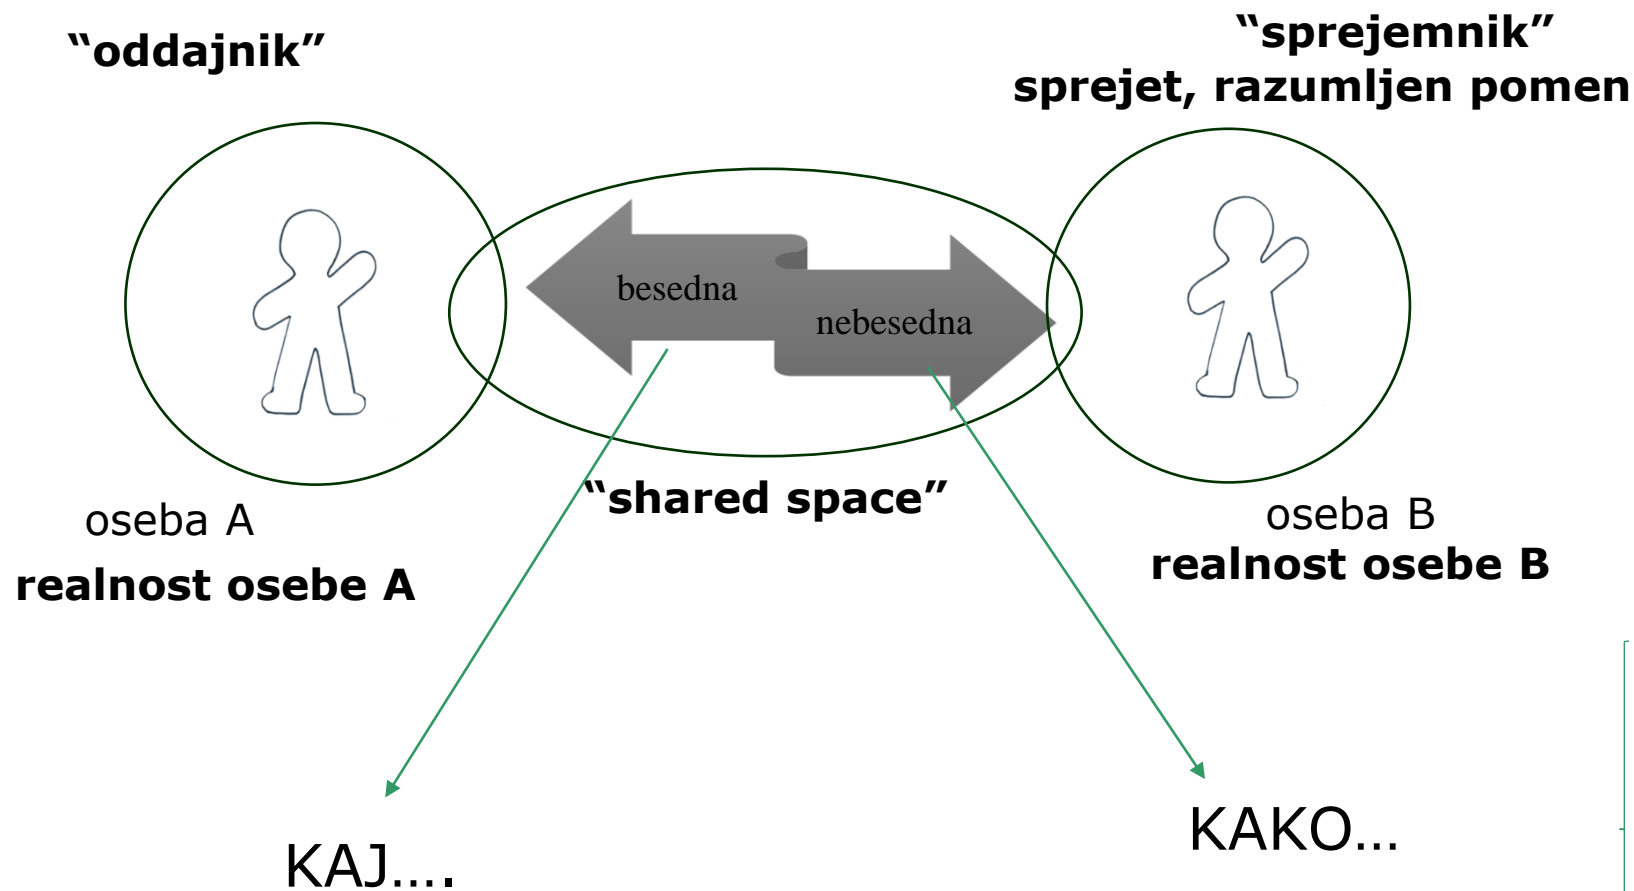 “oddajnik”
“sprejemnik”
sprejet, razumljen pomen
besedna
nebesedna
“shared space”
oseba A
realnost osebe A
oseba B
realnost osebe B
KAJ….
KAKO…